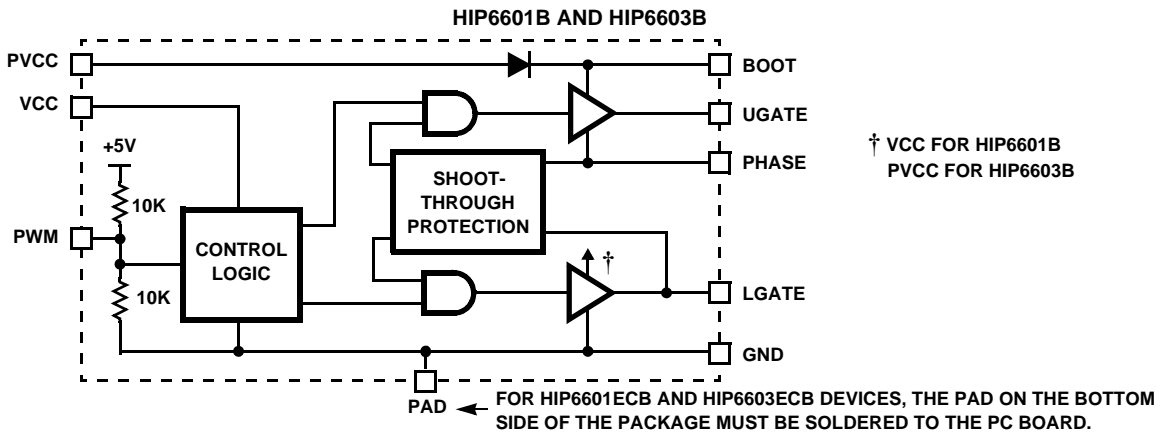 HIP6601B AND HIP6603B
PVCC
BOOT
VCC
UGATE
+5V
† VCC FOR HIP6601B
PVCC FOR HIP6603B
PHASE
SHOOT-
THROUGH
PROTECTION
10K
PWM
CONTROL
LOGIC
†
10K
LGATE
GND
PAD
FOR HIP6601ECB AND HIP6603ECB DEVICES, THE PAD ON THE BOTTOM
SIDE OF THE PACKAGE MUST BE SOLDERED TO THE PC BOARD.